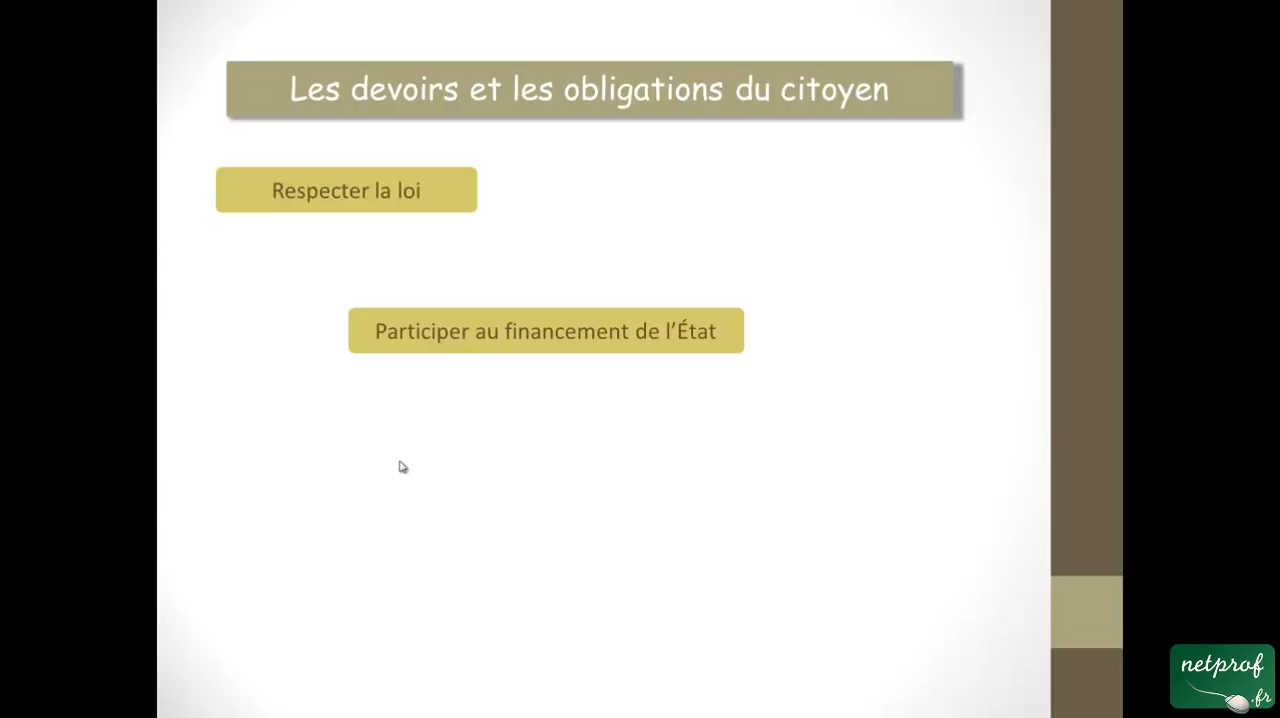 Les devoirs et les obligations du citoyen
Respecter la loi
Participer au financement de l’État
netprof
.fr